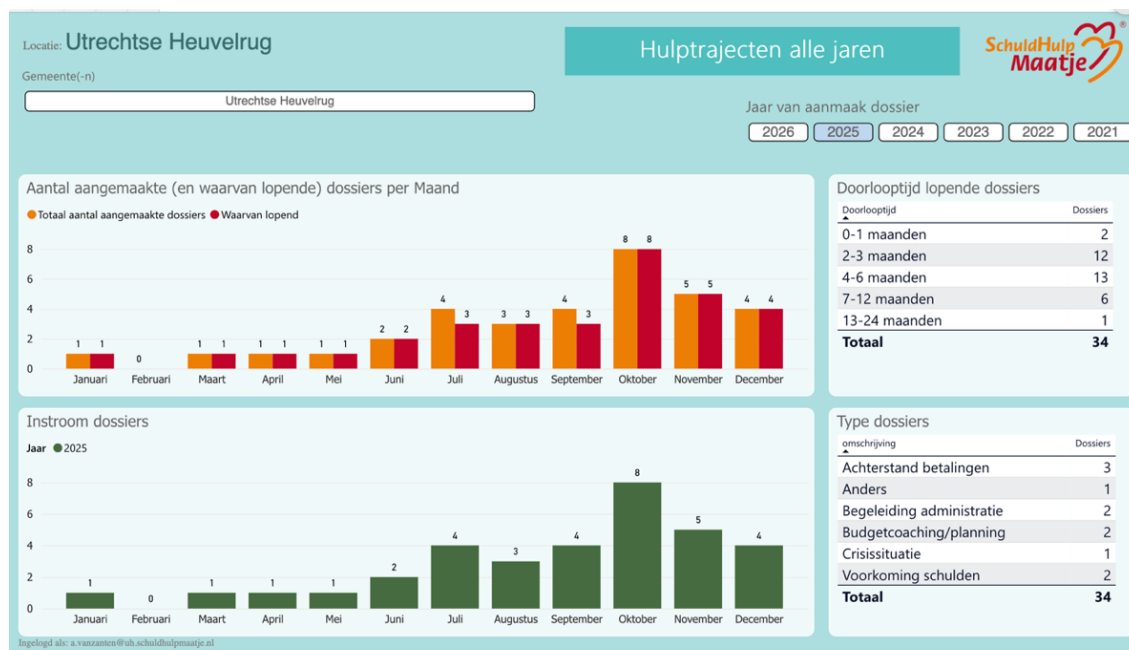 Locatie: Utrechtse Heuvelrug
Hulptrajecten alle jaren
SchuldHulp
Maatje
®
Gemeente(-n)
Utrechtse Heuvelrug
Jaar van aanmaak dossier
2026 2025 2024 2023 2022 2021
Aantal aangemaakte (en waarvan lopende) dossiers per Maand
Totaal aantal aangemaakte dossiers Waarvan lopend
8
6
4
2
0
1 1 0 1 1 1 1 1 1 2 2 4 3 3 3 4 3 8 8 5 5 4 4
Januari Februari Maart April Mei Juni Juli Augustus September Oktober November December
Doorlooptijd lopende dossiers
Doorlooptijd Dossiers
0-1 maanden 2
2-3 maanden 12
4-6 maanden 13
7-12 maanden 6
13-24 maanden 1
Totaal 34
Instroom dossiers
Jaar 2025
8
6
4
2
0
1 0 1 1 1 2 4 3 4 8 5 4
Januari Februari Maart April Mei Juni Juli Augustus September Oktober November December
Type dossiers
omschrijving Dossiers
Achterstand betalingen 3
Anders 1
Begeleiding administratie 2
Budgetcoaching/planning 2
Crisissituatie 1
Voorkoming schulden 2
Totaal 34
Ingelogd als: a.vanzanten@uh.schuldhulpmaatje.nl